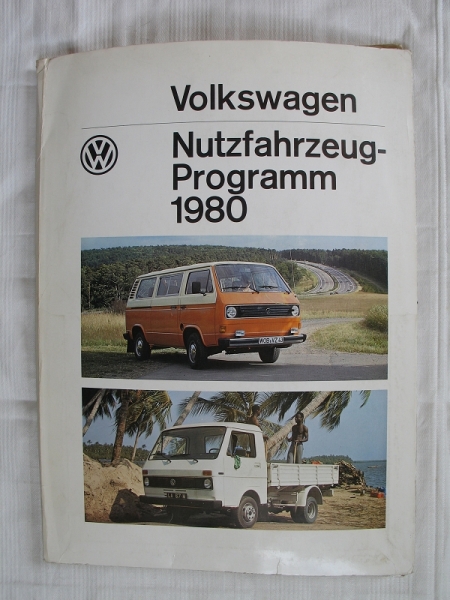 Volkswagen
Nutzfahrzeug-
Programm
1980